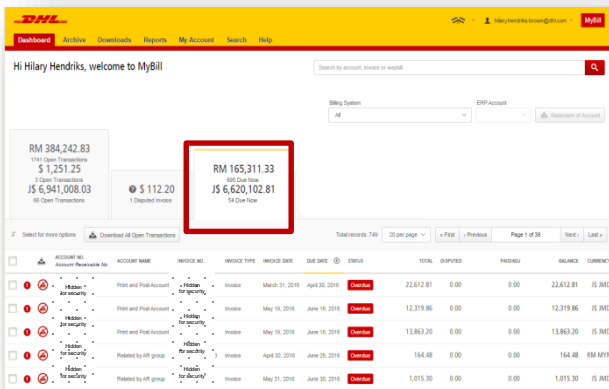 DHL
hilary.hendriks-brown@dhl.com
MyBill
Dashboard Archive Downloads Reports My Account Search Help
Hi Hilary Hendriks, welcome to MyBill
Search by account, invoice or waybill
Billing System ERP Account
All Statement of Account
RM 384,242.83
1741 Open Transactions
$ 1,251.25
3 Open Transactions
J$ 6,941,008.03
66 Open Transactions
$ 112.20
1 Disputed Invoice
RM 165,311.33
695 Due Now
J$ 6,620,102.81
54 Due Now
Select for more options Download All Open Transactions Total records: 749 20 per page « First ‹ Previous Page 1 of 38 Next › Last »
ACCOUNT NO. Account Receivable No. ACCOUNT NAME INVOICE NO. INVOICE TYPE INVOICE DATE DUE DATE STATUS TOTAL DISPUTED PAID/ADJ BALANCE CURRENCY
Hidden for security Print and Post Account Hidden for security Invoice March 31, 2016 April 30, 2016 Overdue 22,612.81 0.00 0.00 22,612.81 J$ JMD
Hidden for security Print and Post Account Hidden for security Invoice May 19, 2016 June 18, 2016 Overdue 12,319.86 0.00 0.00 12,319.86 J$ JMD
Hidden for security Print and Post Account Hidden for security Invoice May 19, 2016 June 18, 2016 Overdue 13,863.20 0.00 0.00 13,863.20 J$ JMD
Hidden for security Related by AR group Hidden for security Invoice April 30, 2016 June 29, 2016 Overdue 164.48 0.00 0.00 164.48 RM MYR
Hidden for security Related by AR group Hidden for security Invoice May 31, 2016 June 30, 2016 Overdue 1,015.30 0.00 0.00 1,015.30 J$ JMD